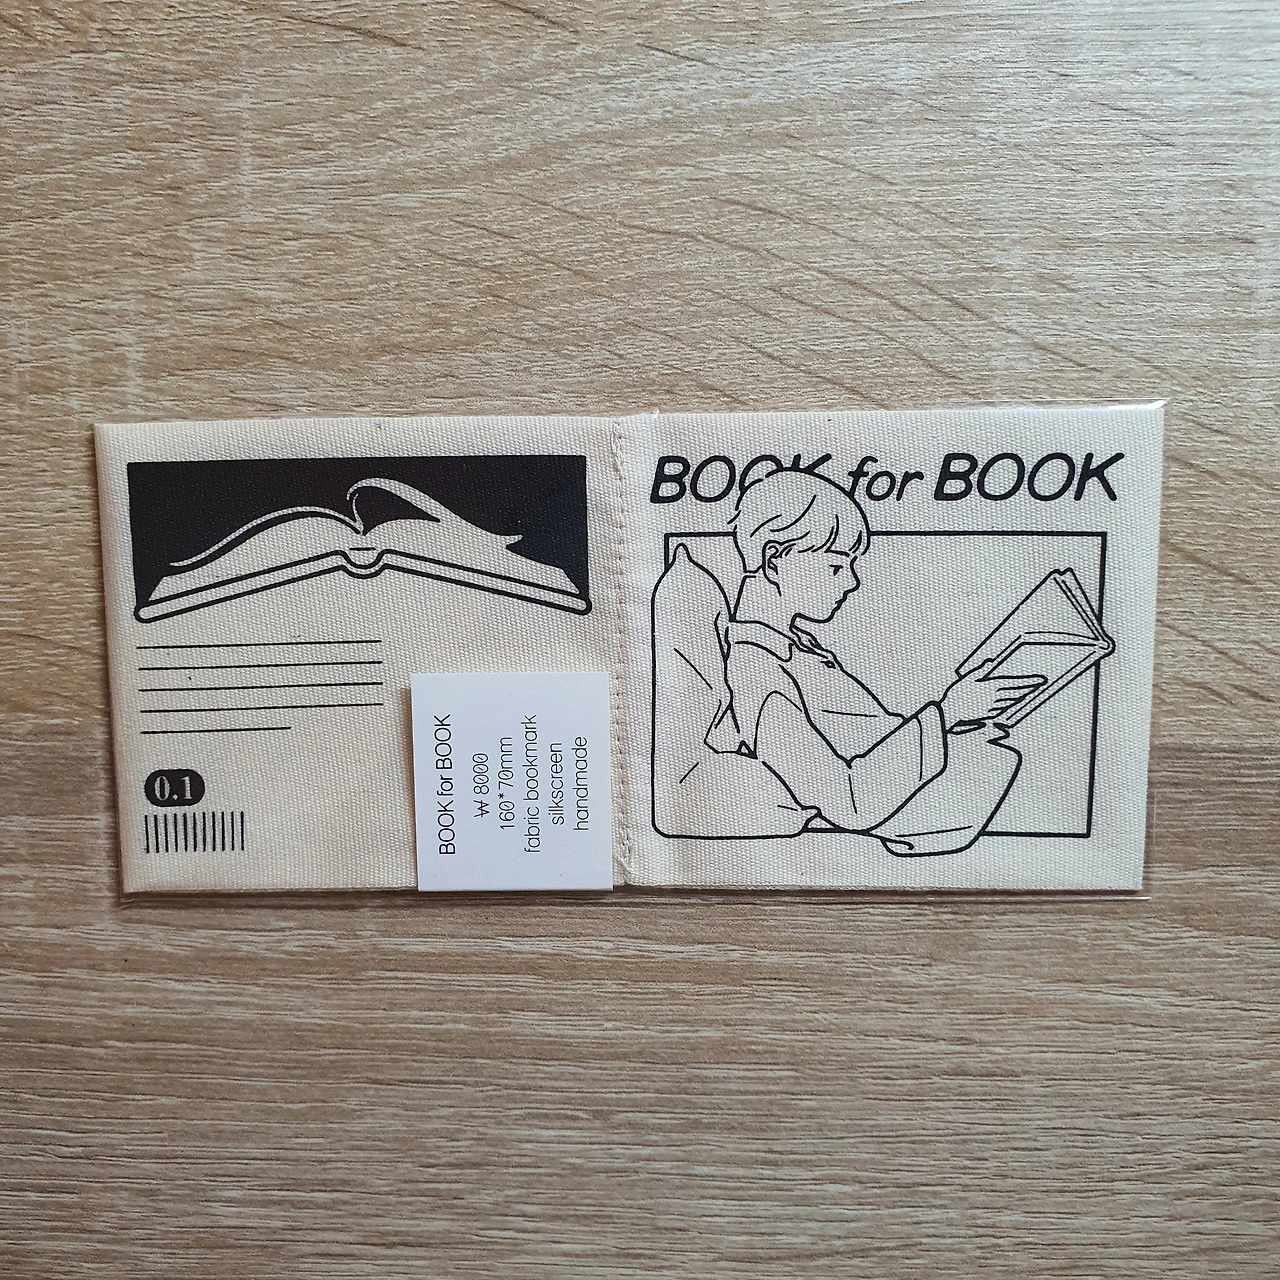 BOOK for BOOK
0.1
BOOK for BOOK
₩ 8000
160*70mm
fabric bookmark
silkscreen
handmade